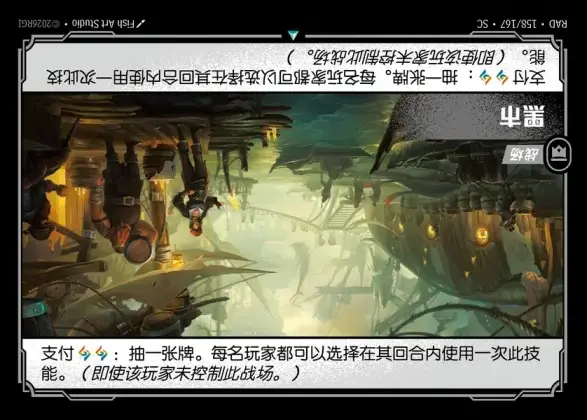 RAD • 158/167 • SC
Fish Art Studio • ©2026RGI
支付：抽一张牌。每名玩家都可以选择在其回合内使用一次此技
能。（即使该玩家未控制此战场。）
黑市
战场
支付：抽一张牌。每名玩家都可以选择在其回合内使用一次此技
能。（即使该玩家未控制此战场。）